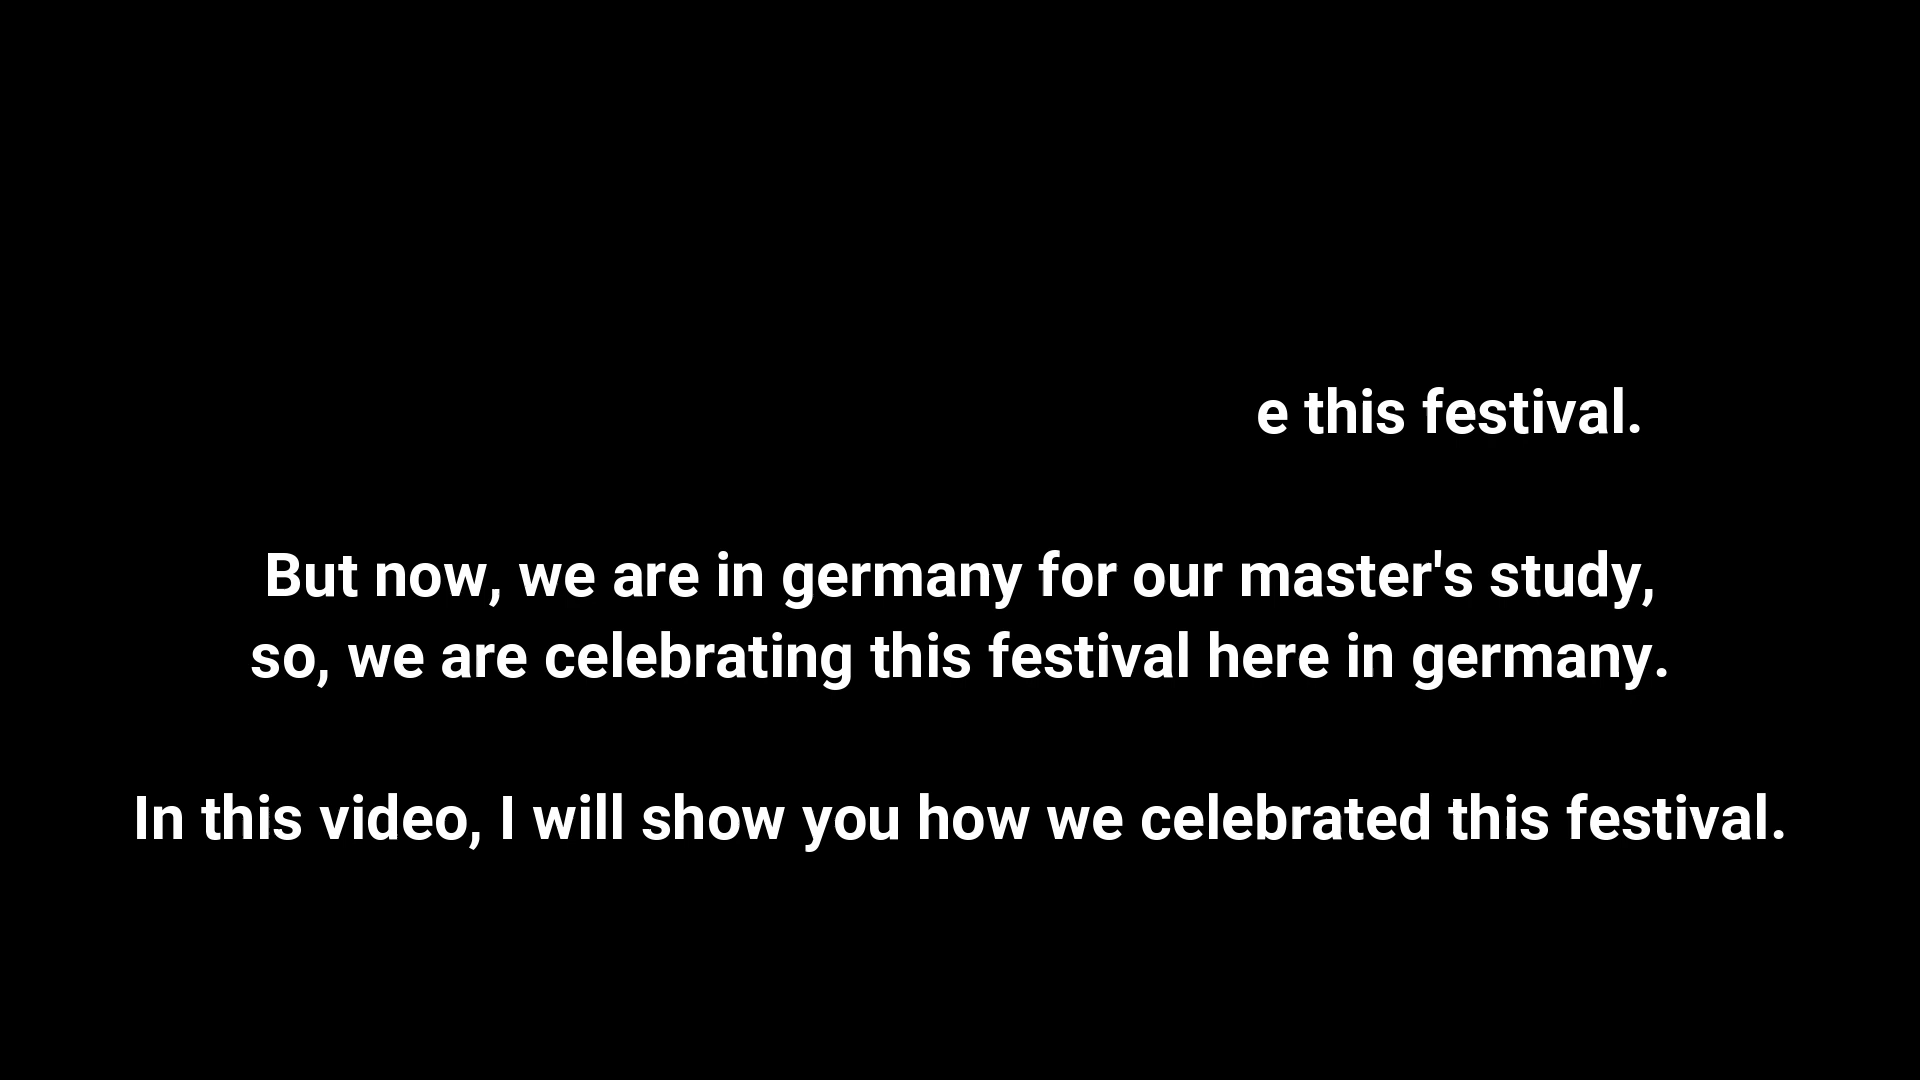 e this festival.
But now, we are in germany for our master's study,
so, we are celebrating this festival here in germany.
In this video, I will show you how we celebrated this festival.